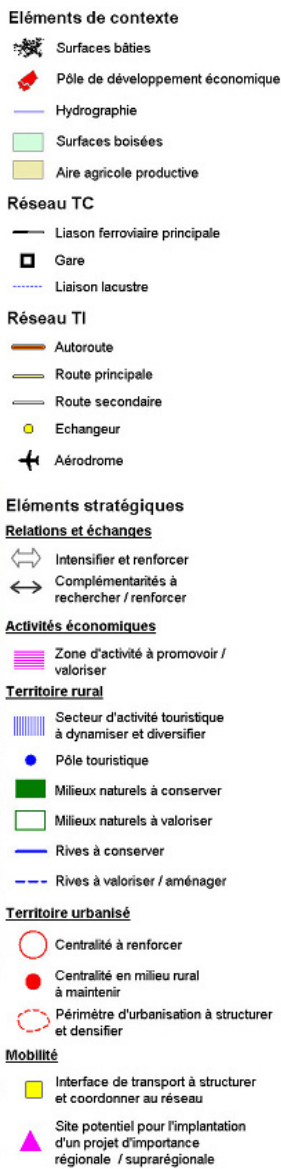 Eléments de contexte
Surfaces bâties
Pôle de développement économique
Hydrographie
Surfaces boisées
Aire agricole productive
Réseau TC
Liason ferroviaire principale
Gare
Liaison lacustre
Réseau TI
Autoroute
Route principale
Route secondaire
Echangeur
Aérodrome
Eléments stratégiques
Relations et échanges
Intensifier et renforcer
Complémentarités à
rechercher / renforcer
Activités économiques
Zone d'activité à promovoir /
valoriser
Territoire rural
Secteur d'activité touristique
à dynamiser et diversifier
Pôle touristique
Milieux naturels à conserver
Milieux naturels à valoriser
Rives à conserver
Rives à valoriser / aménager
Territoire urbanisé
Centralité à renforcer
Centralité en milieu rural
à maintenir
Périmètre d'urbanisation à structurer
et densifier
Mobilité
Interface de transport à structurer
et coordonner au réseau
Site potentiel pour l'implantation
d'un projet d'importance
régionale / suprarégionale